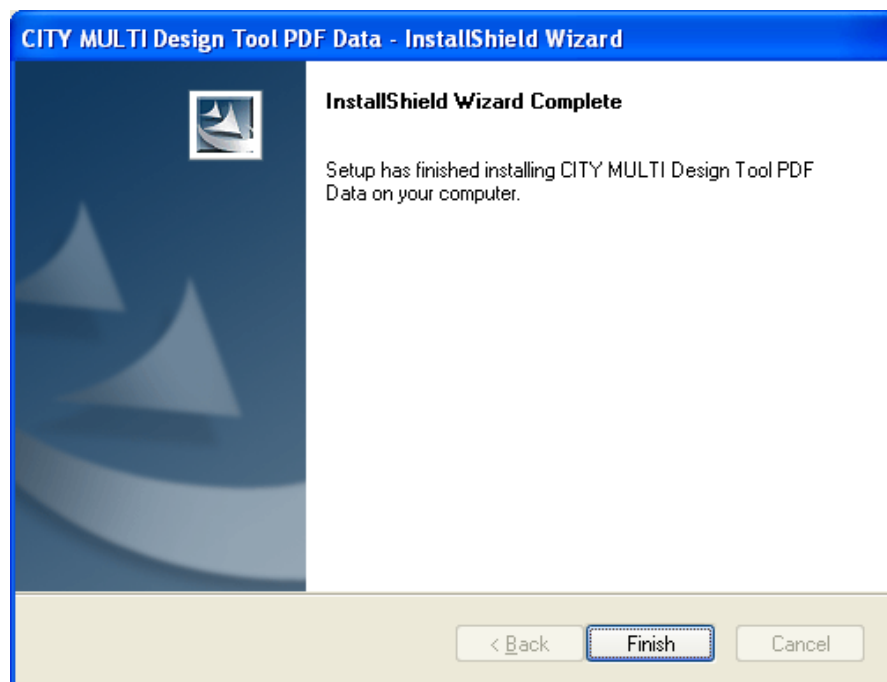 CITY MULTI Design Tool PDF Data - InstallShield Wizard
InstallShield Wizard Complete
Setup has finished installing CITY MULTI Design Tool PDF
Data on your computer.
< Back
Finish
Cancel